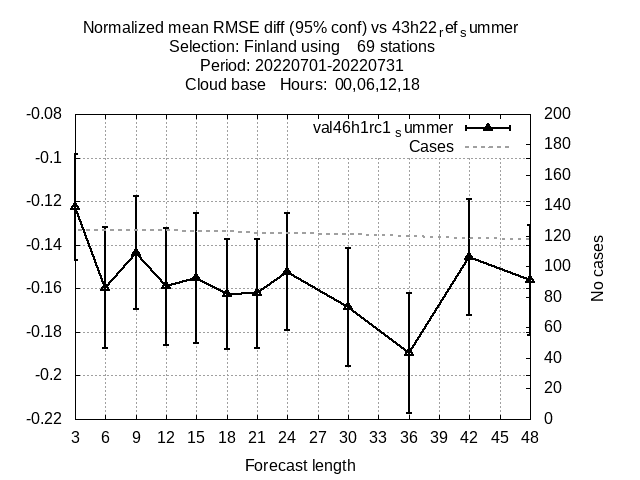 Normalized mean RMSE diff (95% conf) vs 43h22refsummer
Selection: Finland using 69 stations
Period: 20220701-20220731
Cloud base Hours: 00,06,12,18
val46h1rc1summer
Cases
-0.08
-0.1
-0.12
-0.14
-0.16
-0.18
-0.2
-0.22
200
180
160
140
120
100
80
60
40
20
0
No cases
3 6 9 12 15 18 21 24 27 30 33 36 39 42 45 48
Forecast length